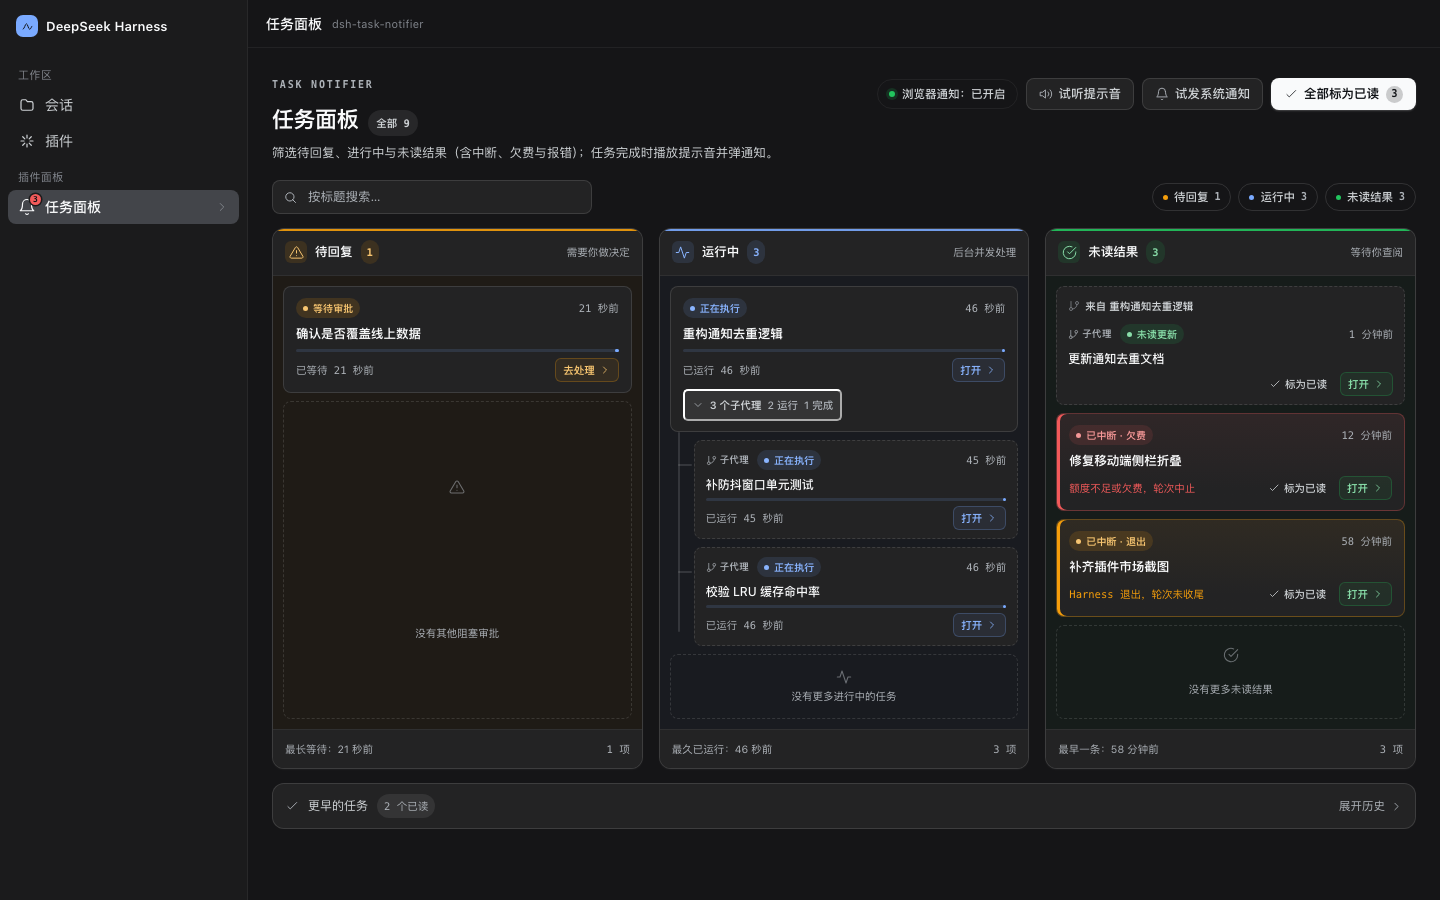 DeepSeek Harness
工作区
会话
插件
插件面板
3
任务面板
任务面板 dsh-task-notifier
TASK NOTIFIER
任务面板 全部 9
筛选待回复、进行中与未读结果（含中断、欠费与报错）；任务完成时播放提示音并弹通知。
浏览器通知：已开启
试听提示音
试发系统通知
全部标为已读 3
按标题搜索…
待回复 1
运行中 3
未读结果 3
待回复 1 需要你做决定
等待审批 21 秒前
确认是否覆盖线上数据
已等待 21 秒前 去处理
没有其他阻塞审批
最长等待：21 秒前 1 项
运行中 3 后台并发处理
正在执行 46 秒前
重构通知去重逻辑
已运行 46 秒前 打开
3 个子代理 2 运行 1 完成
子代理 正在执行 45 秒前
补防抖窗口单元测试
已运行 45 秒前 打开
子代理 正在执行 46 秒前
校验 LRU 缓存命中率
已运行 46 秒前 打开
没有更多进行中的任务
最久已运行：46 秒前 3 项
未读结果 3 等待你查阅
来自 重构通知去重逻辑
子代理 未读更新 1 分钟前
更新通知去重文档
标为已读 打开
已中断 · 欠费 12 分钟前
修复移动端侧栏折叠
额度不足或欠费，轮次中止 标为已读 打开
已中断 · 退出 58 分钟前
补齐插件市场截图
Harness 退出，轮次未收尾 标为已读 打开
没有更多未读结果
最早一条：58 分钟前 3 项
更早的任务 2 个已读 展开历史